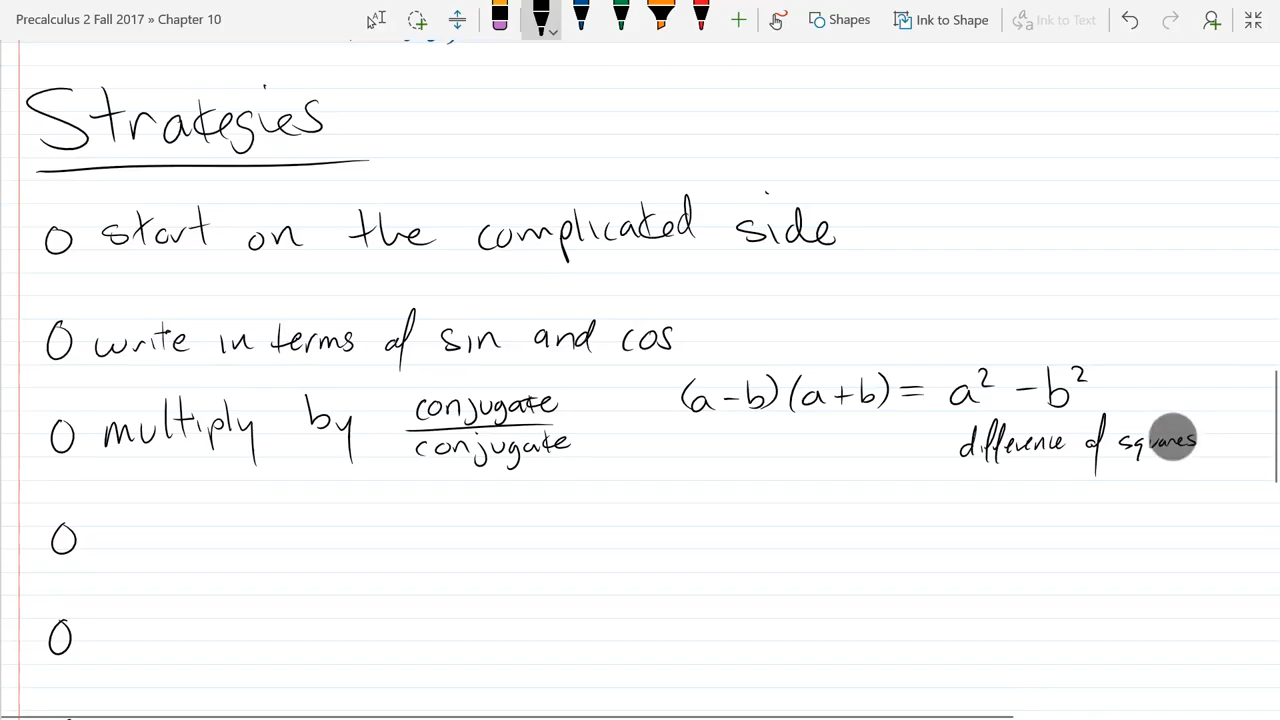 Precalculus 2 Fall 2017 » Chapter 10
Shapes
Ink to Shape
Ink to Text
Strategies
O start on the complicated side
O write in terms of sin and cos
O multiply by conjugate/conjugate (a-b)(a+b) = a² - b²
difference of squares
O
O